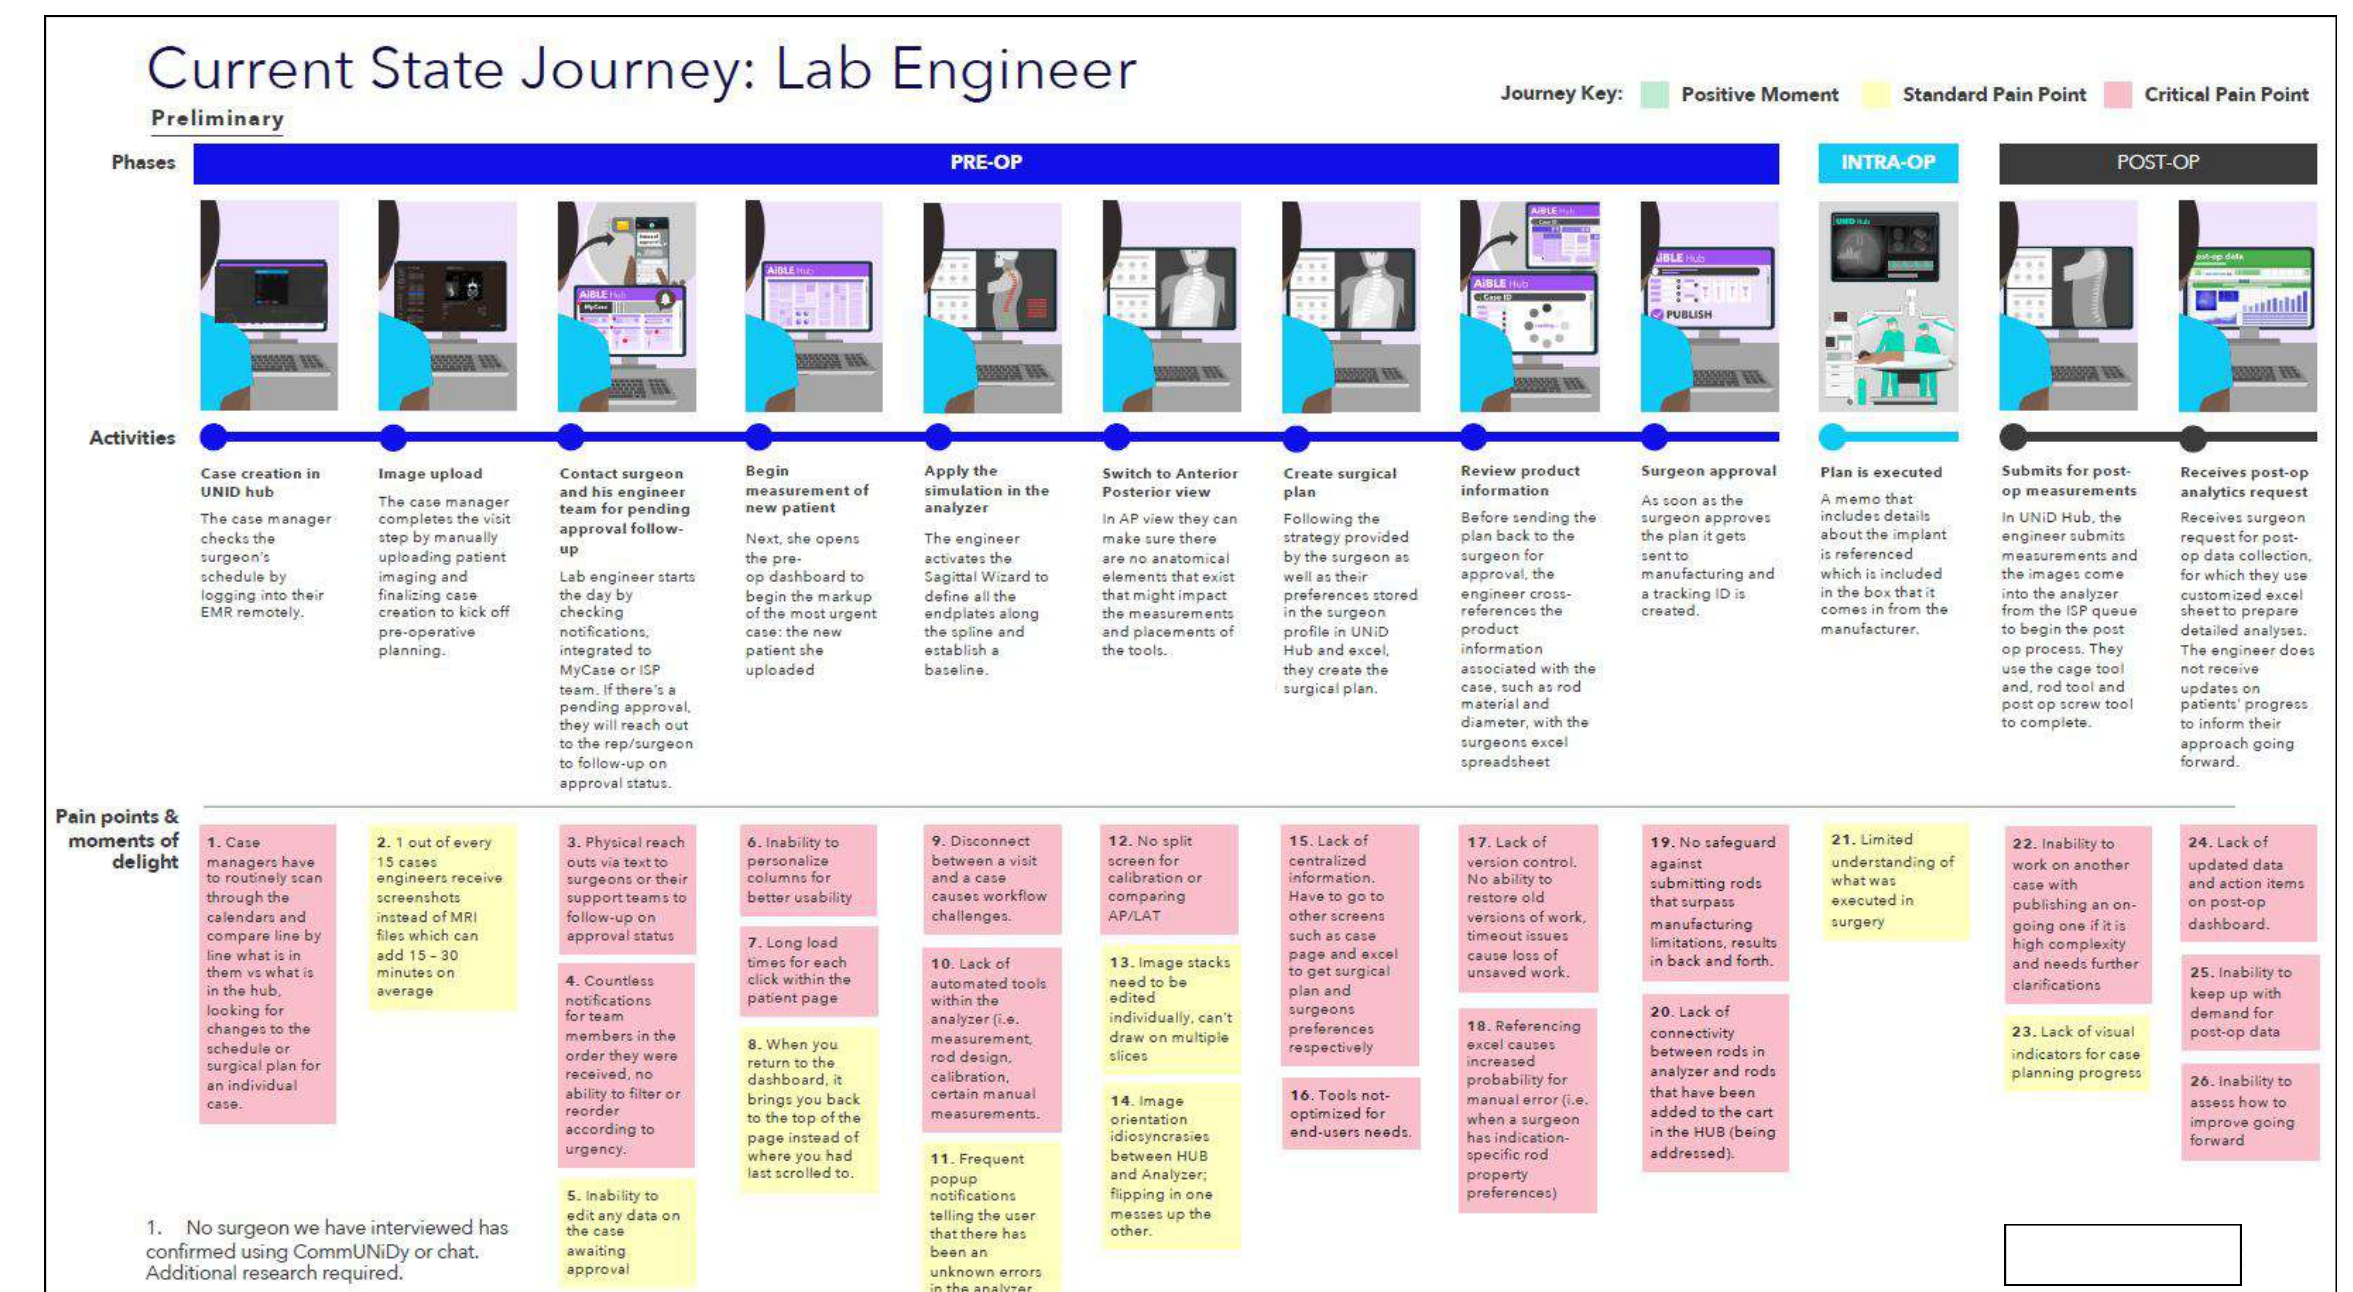 Current State Journey: Lab Engineer
Preliminary
Journey Key:
Positive Moment
Standard Pain Point
Critical Pain Point
Phases
PRE-OP
INTRA-OP
POST-OP
AiBLE Hub
MyCase
AiBLE Hub
AiBLE Hub
Case ID
AiBLE Hub
Case ID
Loading...
AiBLE Hub
PUBLISH
UNiD Hub
post-op data
Activities
Case creation in
UNID hub
The case manager
checks the
surgeon's
schedule by
logging into their
EMR remotely.
Image upload
The case manager
completes the visit
step by manually
uploading patient
imaging and
finalizing case
creation to kick off
pre-operative
planning.
Contact surgeon
and his engineer
team for pending
approval follow-
up
Lab engineer starts
the day by
checking
notifications,
integrated to
MyCase or ISP
team. If there's a
pending approval,
they will reach out
to the rep/surgeon
to follow-up on
approval status.
Begin
measurement of
new patient
Next, she opens
the pre-
op dashboard to
begin the markup
of the most urgent
case: the new
patient she
uploaded
Apply the
simulation in the
analyzer
The engineer
activates the
Sagittal Wizard to
define all the
endplates along
the spline and
establish a
baseline.
Switch to Anterior
Posterior view
In AP view they can
make sure there
are no anatomical
elements that exist
that might impact
the measurements
and placements of
the tools.
Create surgical
plan
Following the
strategy provided
by the surgeon as
well as their
preferences stored
in the surgeon
profile in UNiD
Hub and excel,
they create the
surgical plan.
Review product
information
Before sending the
plan back to the
surgeon for
approval, the
engineer cross-
references the
product
information
associated with the
case, such as rod
material and
diameter, with the
surgeons excel
spreadsheet
Surgeon approval
As soon as the
surgeon approves
the plan it gets
sent to
manufacturing and
a tracking ID is
created.
Plan is executed
A memo that
includes details
about the implant
is referenced
which is included
in the box that it
comes in from the
manufacturer.
Submits for post-
op measurements
In UNiD Hub, the
engineer submits
measurements and
the images come
into the analyzer
from the ISP queue
to begin the post
op process. They
use the cage tool
and, rod tool and
post op screw tool
to complete.
Receives post-op
analytics request
Receives surgeon
request for post-
op data collection,
for which they use
customized excel
sheet to prepare
detailed analyses.
The engineer does
not receive
updates on
patients' progress
to inform their
approach going
forward.
Pain points &
moments of
delight
1. Case
managers have
to routinely scan
through the
calendars and
compare line by
line what is in
them vs what is
in the hub,
looking for
changes to the
schedule or
surgical plan for
an individual
case.
2. 1 out of every
15 cases
engineers receive
screenshots
instead of MRI
files which can
add 15 – 30
minutes on
average
3. Physical reach
outs via text to
surgeons or their
support teams to
follow-up on
approval status
4. Countless
notifications
for team
members in the
order they were
received, no
ability to filter or
reorder
according to
urgency.
5. Inability to
edit any data on
the case
awaiting
approval
6. Inability to
personalize
columns for
better usability
7. Long load
times for each
click within the
patient page
8. When you
return to the
dashboard, it
brings you back
to the top of the
page instead of
where you had
last scrolled to.
9. Disconnect
between a visit
and a case
causes workflow
challenges.
10. Lack of
automated tools
within the
analyzer (i.e.
measurement,
rod design,
calibration,
certain manual
measurements.
11. Frequent
popup
notifications
telling the user
that there has
been an
unknown errors
in the analyzer
12. No split
screen for
calibration or
comparing
AP/LAT
13. Image stacks
need to be
edited
individually, can't
draw on multiple
slices
14. Image
orientation
idiosyncrasies
between HUB
and Analyzer;
flipping in one
messes up the
other.
15. Lack of
centralized
information.
Have to go to
other screens
such as case
page and excel
to get surgical
plan and
surgeons
preferences
respectively
16. Tools not-
optimized for
end-users needs.
17. Lack of
version control.
No ability to
restore old
versions of work,
timeout issues
cause loss of
unsaved work.
18. Referencing
excel causes
increased
probability for
manual error (i.e.
when a surgeon
has indication-
specific rod
property
preferences)
19. No safeguard
against
submitting rods
that surpass
manufacturing
limitations, results
in back and forth.
20. Lack of
connectivity
between rods in
analyzer and rods
that have been
added to the cart
in the HUB (being
addressed).
21. Limited
understanding of
what was
executed in
surgery
22. Inability to
work on another
case with
publishing an on-
going one if it is
high complexity
and needs further
clarifications
23. Lack of visual
indicators for case
planning progress
24. Lack of
updated data
and action items
on post-op
dashboard.
25. Inability to
keep up with
demand for
post-op data
26. Inability to
assess how to
improve going
forward
1. No surgeon we have interviewed has
confirmed using CommUNiDy or chat.
Additional research required.